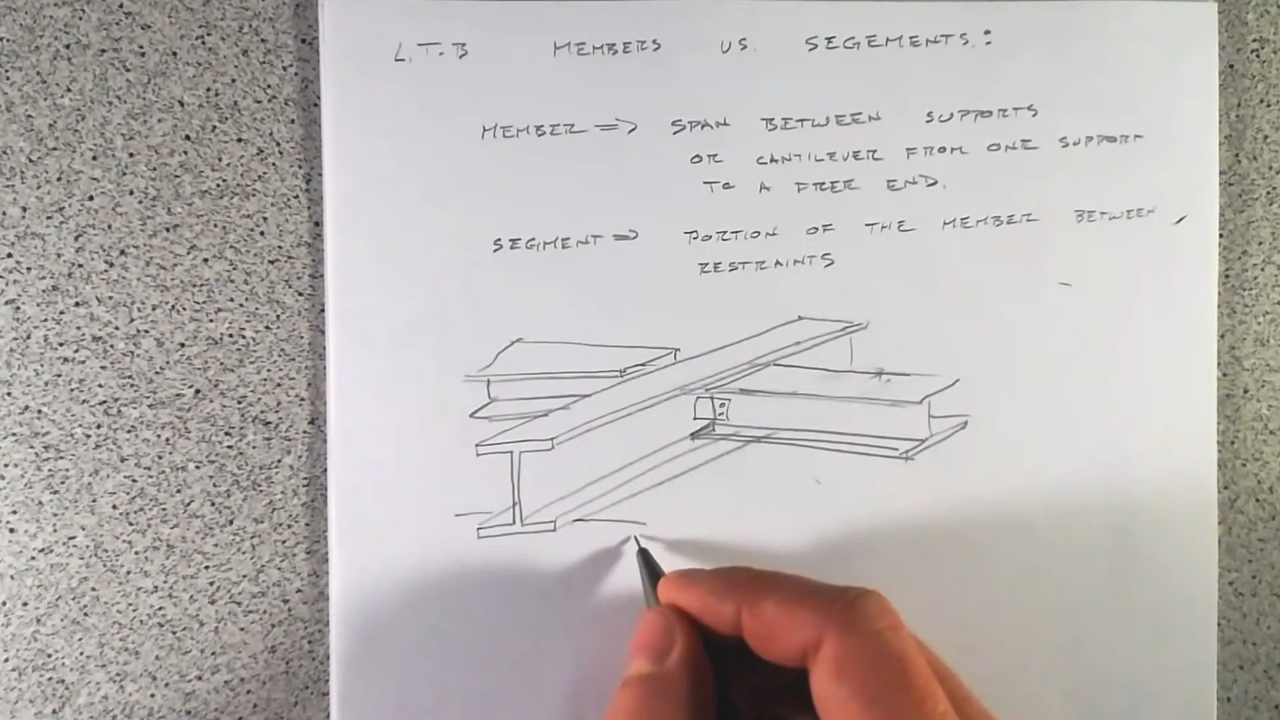 L.T.B MEMBERS VS. SEGEMENTS:
MEMBER => SPAN BETWEEN SUPPORTS
OR CANTILEVER FROM ONE SUPPORT
TO A FREE END.
SEGMENT => PORTION OF THE MEMBER BETWEEN
RESTRAINTS